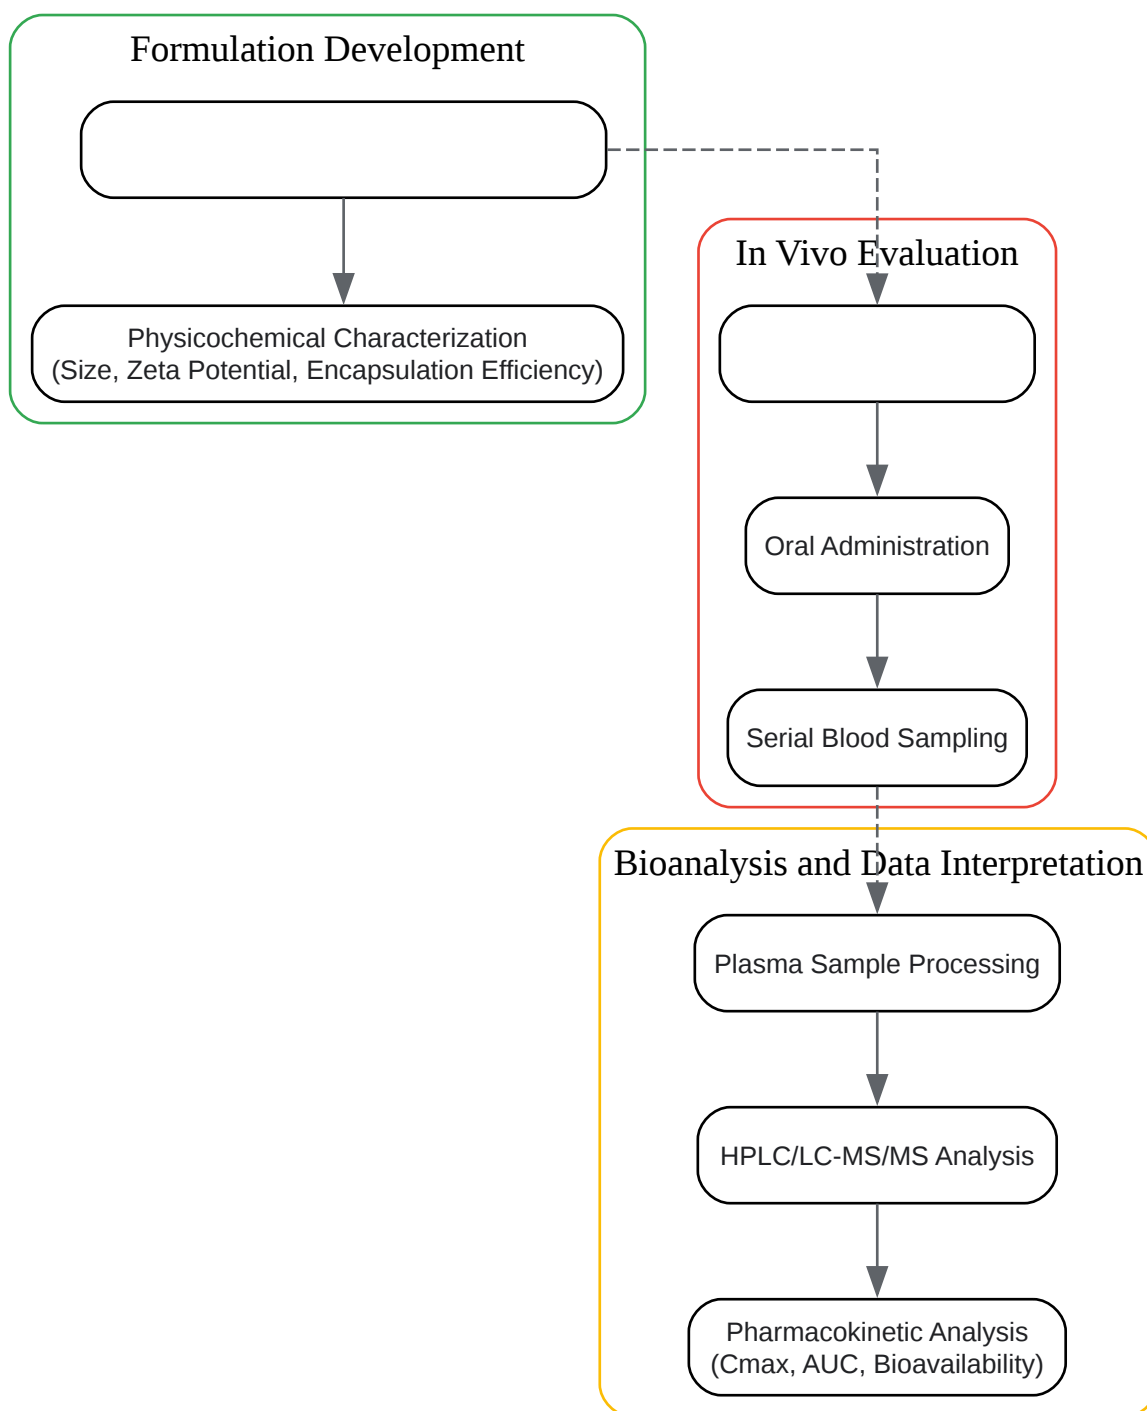 Formulation Development
Physicochemical Characterization
(Size, Zeta Potential, Encapsulation Efficiency)
In Vivo Evaluation
Oral Administration
Serial Blood Sampling
Bioanalysis and Data Interpretation
Plasma Sample Processing
HPLC/LC-MS/MS Analysis
Pharmacokinetic Analysis
(Cmax, AUC, Bioavailability)